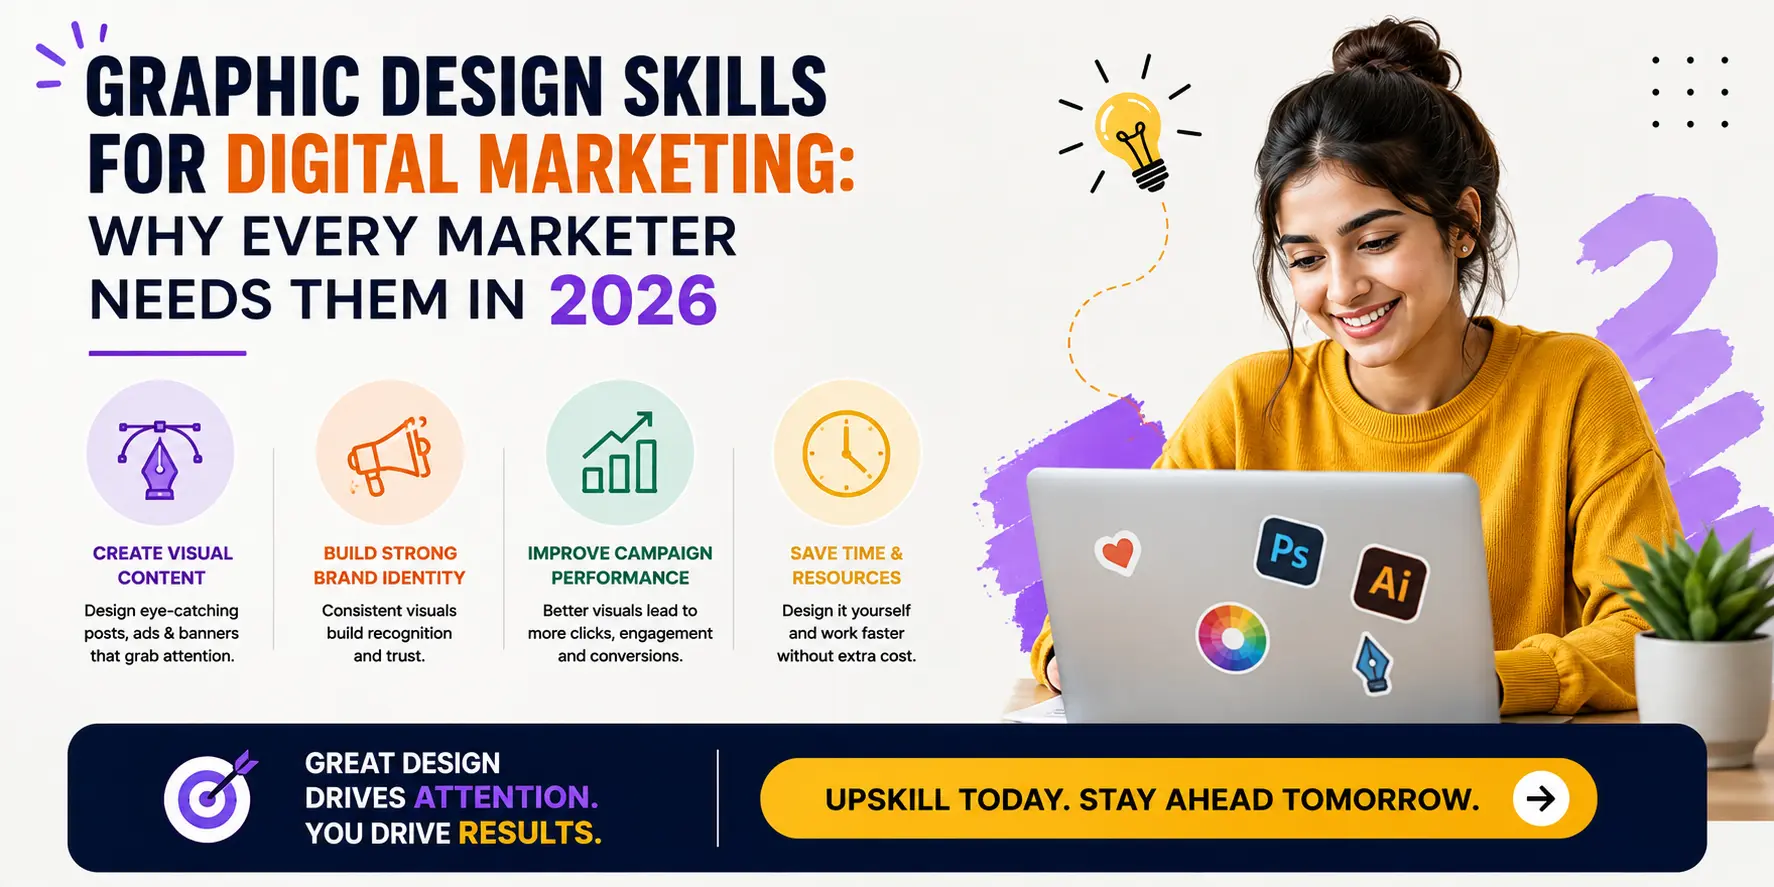 GRAPHIC DESIGN SKILLS
FOR DIGITAL MARKETING:
WHY EVERY MARKETER
NEEDS THEM IN 2026
CREATE VISUAL
CONTENT
Design eye-catching
posts, ads & banners
that grab attention.
BUILD STRONG
BRAND IDENTITY
Consistent visuals
build recognition
and trust.
IMPROVE CAMPAIGN
PERFORMANCE
Better visuals lead to
more clicks, engagement
and conversions.
SAVE TIME &
RESOURCES
Design it yourself
and work faster
without extra cost.
Ps
Ai
GREAT DESIGN
DRIVES ATTENTION.
YOU DRIVE RESULTS.
UPSKILL TODAY. STAY AHEAD TOMORROW.